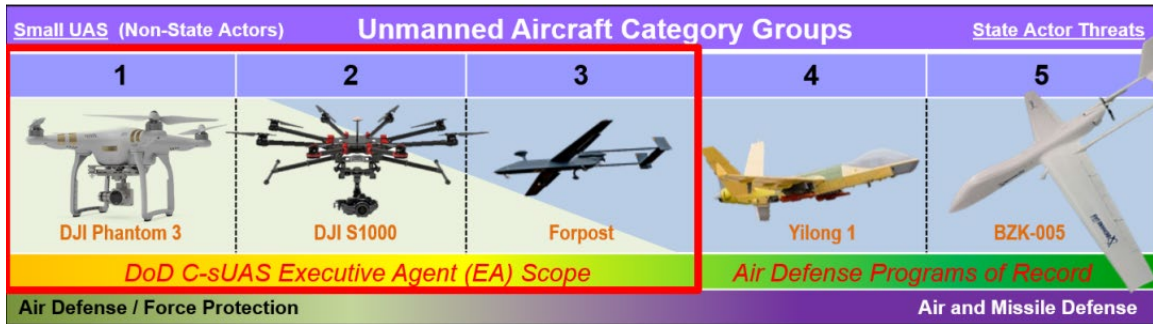 Small UAS (Non-State Actors) Unmanned Aircraft Category Groups State Actor Threats
1 2 3 4 5
DJI Phantom 3 DJI S1000 Forpost Yilong 1 BZK-005
DoD C-sUAS Executive Agent (EA) Scope Air Defense Programs of Record
Air Defense / Force Protection Air and Missile Defense